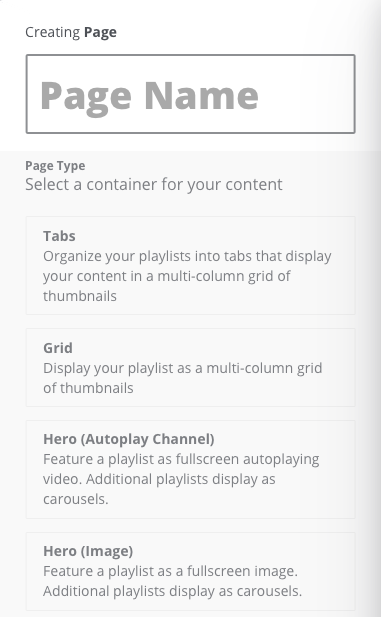 Creating Page
Page Name
Page Type
Select a container for your content
Tabs
Organize your playlists into tabs that display
your content in a multi-column grid of
thumbnails
Grid
Display your playlist as a multi-column grid
of thumbnails
Hero (Autoplay Channel)
Feature a playlist as fullscreen autoplaying
video. Additional playlists display as
carousels.
Hero (Image)
Feature a playlist as a fullscreen image.
Additional playlists display as carousels.